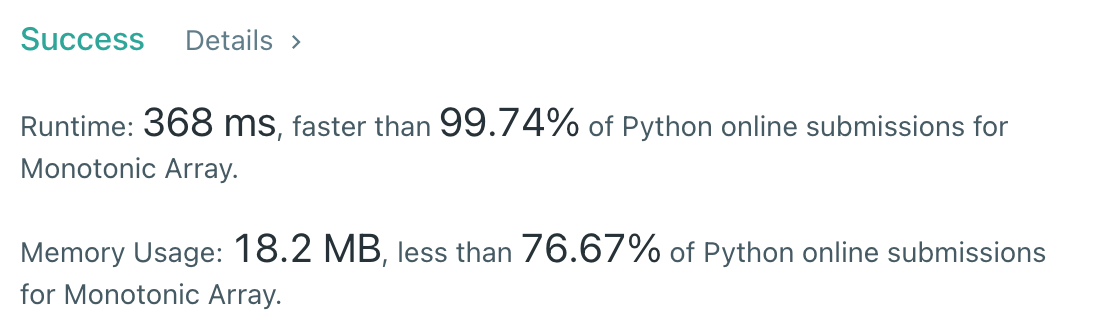 Success Details >
Runtime: 368 ms, faster than 99.74% of Python online submissions for
Monotonic Array.
Memory Usage: 18.2 MB, less than 76.67% of Python online submissions
for Monotonic Array.